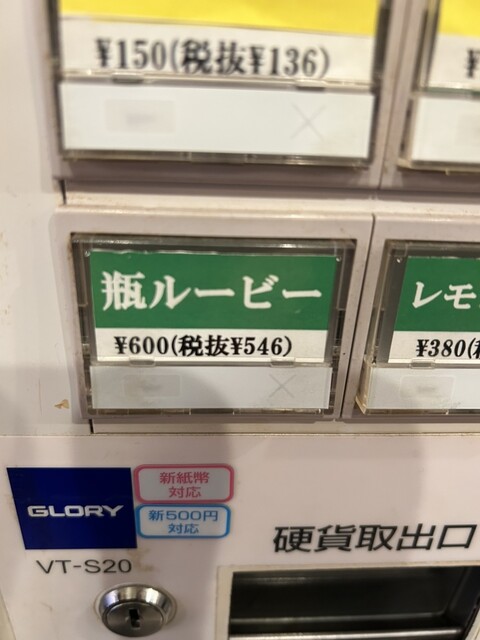 ¥150(税抜¥136)
¥
瓶ルービー
¥600(税抜¥546)
レモ
¥380(
GLORY
新紙幣
対応
新500円
対応
VT-S20
硬貨取出口